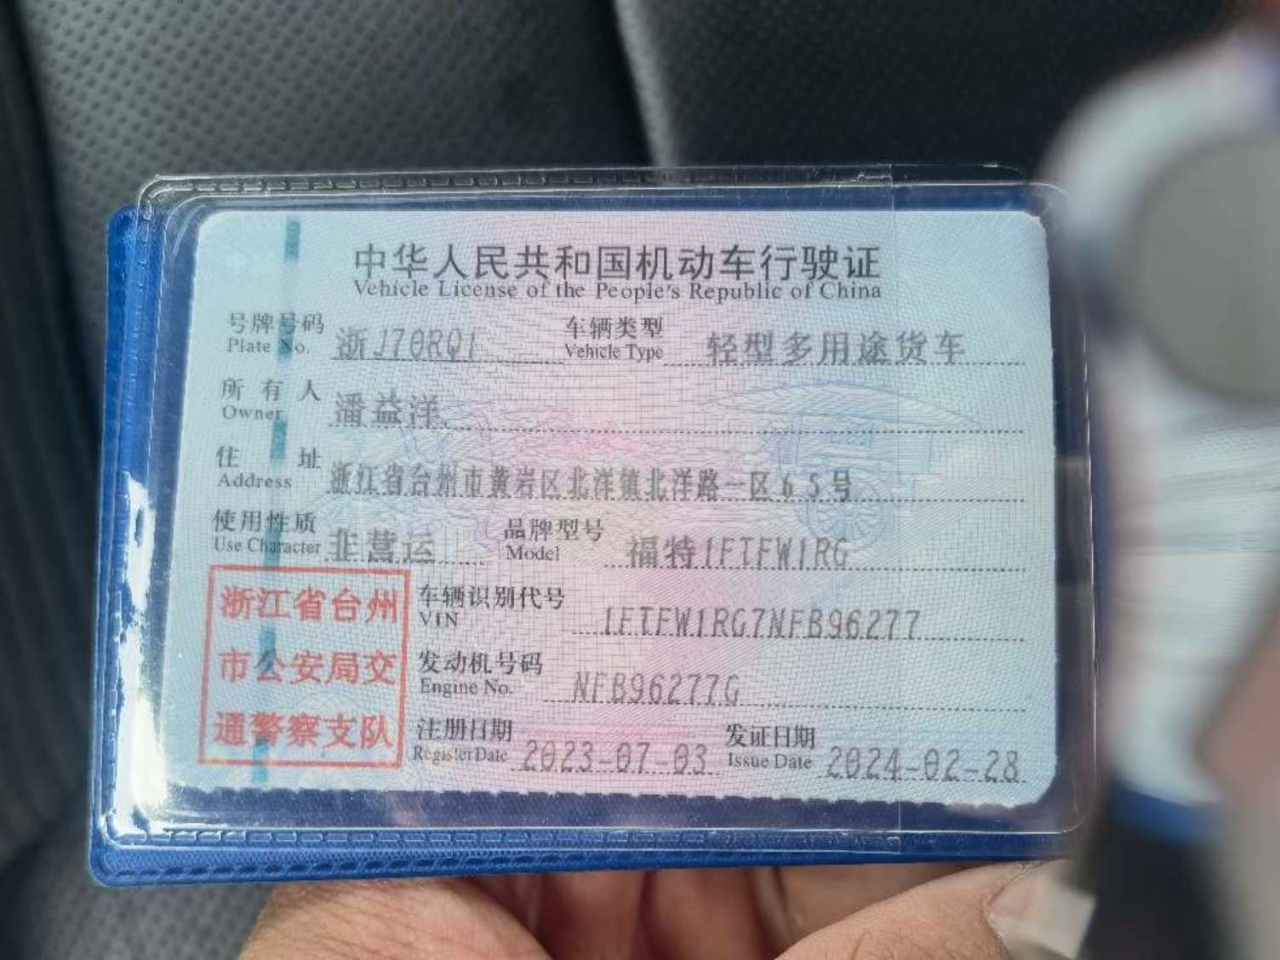 中华人民共和国机动车行驶证
Vehicle License of the People's Republic of China
号牌号码 浙J70RQ1 车辆类型 轻型多用途货车
Plate No. Vehicle Type
所有人 潘益洋
Owner
住址 浙江省台州市黄岩区北洋镇北洋路一区65号
Address
使用性质 非营运 品牌型号 福特1FTFW1RG
Use Character Model
浙江省台州
市公安局交
通警察支队
车辆识别代号 1FTFW1RG7NFB96277
VIN
发动机号码 NFB96277G
Engine No.
注册日期 2023-07-03 发证日期 2024-02-28
Register Date Issue Date